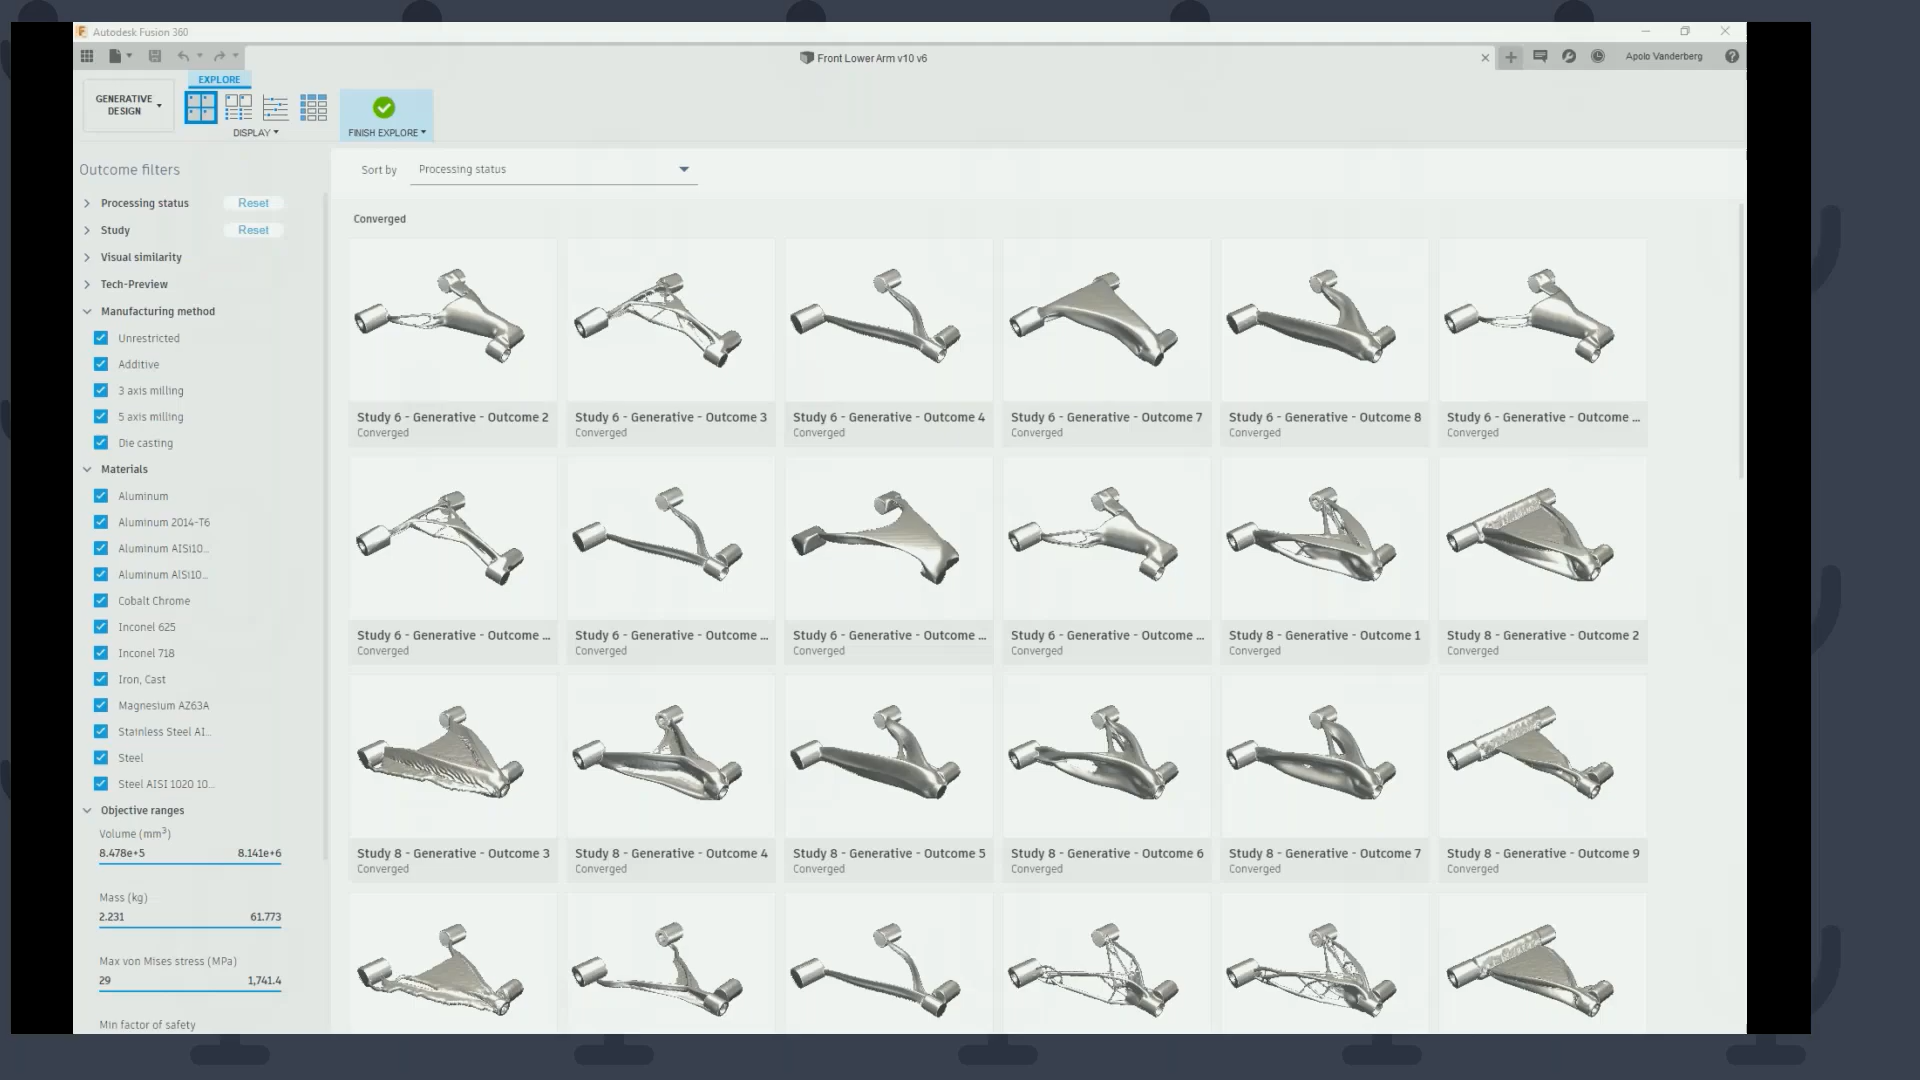 Autodesk Fusion 360
Front Lower Arm v10 v6
Apolo Vanderberg
EXPLORE
GENERATIVE
DESIGN
DISPLAY
FINISH EXPLORE
Outcome filters
Sort by
Processing status
Processing status
Reset
Study
Reset
Visual similarity
Tech-Preview
Manufacturing method
Unrestricted
Additive
3 axis milling
5 axis milling
Die casting
Materials
Aluminum
Aluminum 2014-T6
Aluminum AISi10...
Aluminum AlSi10...
Cobalt Chrome
Inconel 625
Inconel 718
Iron, Cast
Magnesium AZ63A
Stainless Steel AI...
Steel
Steel AISI 1020 10...
Objective ranges
Volume (mm³)
8.478e+5 8.141e+6
Mass (kg)
2.231 61.773
Max von Mises stress (MPa)
29 1,741.4
Min factor of safety
Converged
Study 6 - Generative - Outcome 2
Converged
Study 6 - Generative - Outcome 3
Converged
Study 6 - Generative - Outcome 4
Converged
Study 6 - Generative - Outcome 7
Converged
Study 6 - Generative - Outcome 8
Converged
Study 6 - Generative - Outcome ...
Converged
Study 6 - Generative - Outcome ...
Converged
Study 6 - Generative - Outcome ...
Converged
Study 6 - Generative - Outcome ...
Converged
Study 6 - Generative - Outcome ...
Converged
Study 8 - Generative - Outcome 1
Converged
Study 8 - Generative - Outcome 2
Converged
Study 8 - Generative - Outcome 3
Converged
Study 8 - Generative - Outcome 4
Converged
Study 8 - Generative - Outcome 5
Converged
Study 8 - Generative - Outcome 6
Converged
Study 8 - Generative - Outcome 7
Converged
Study 8 - Generative - Outcome 9
Converged